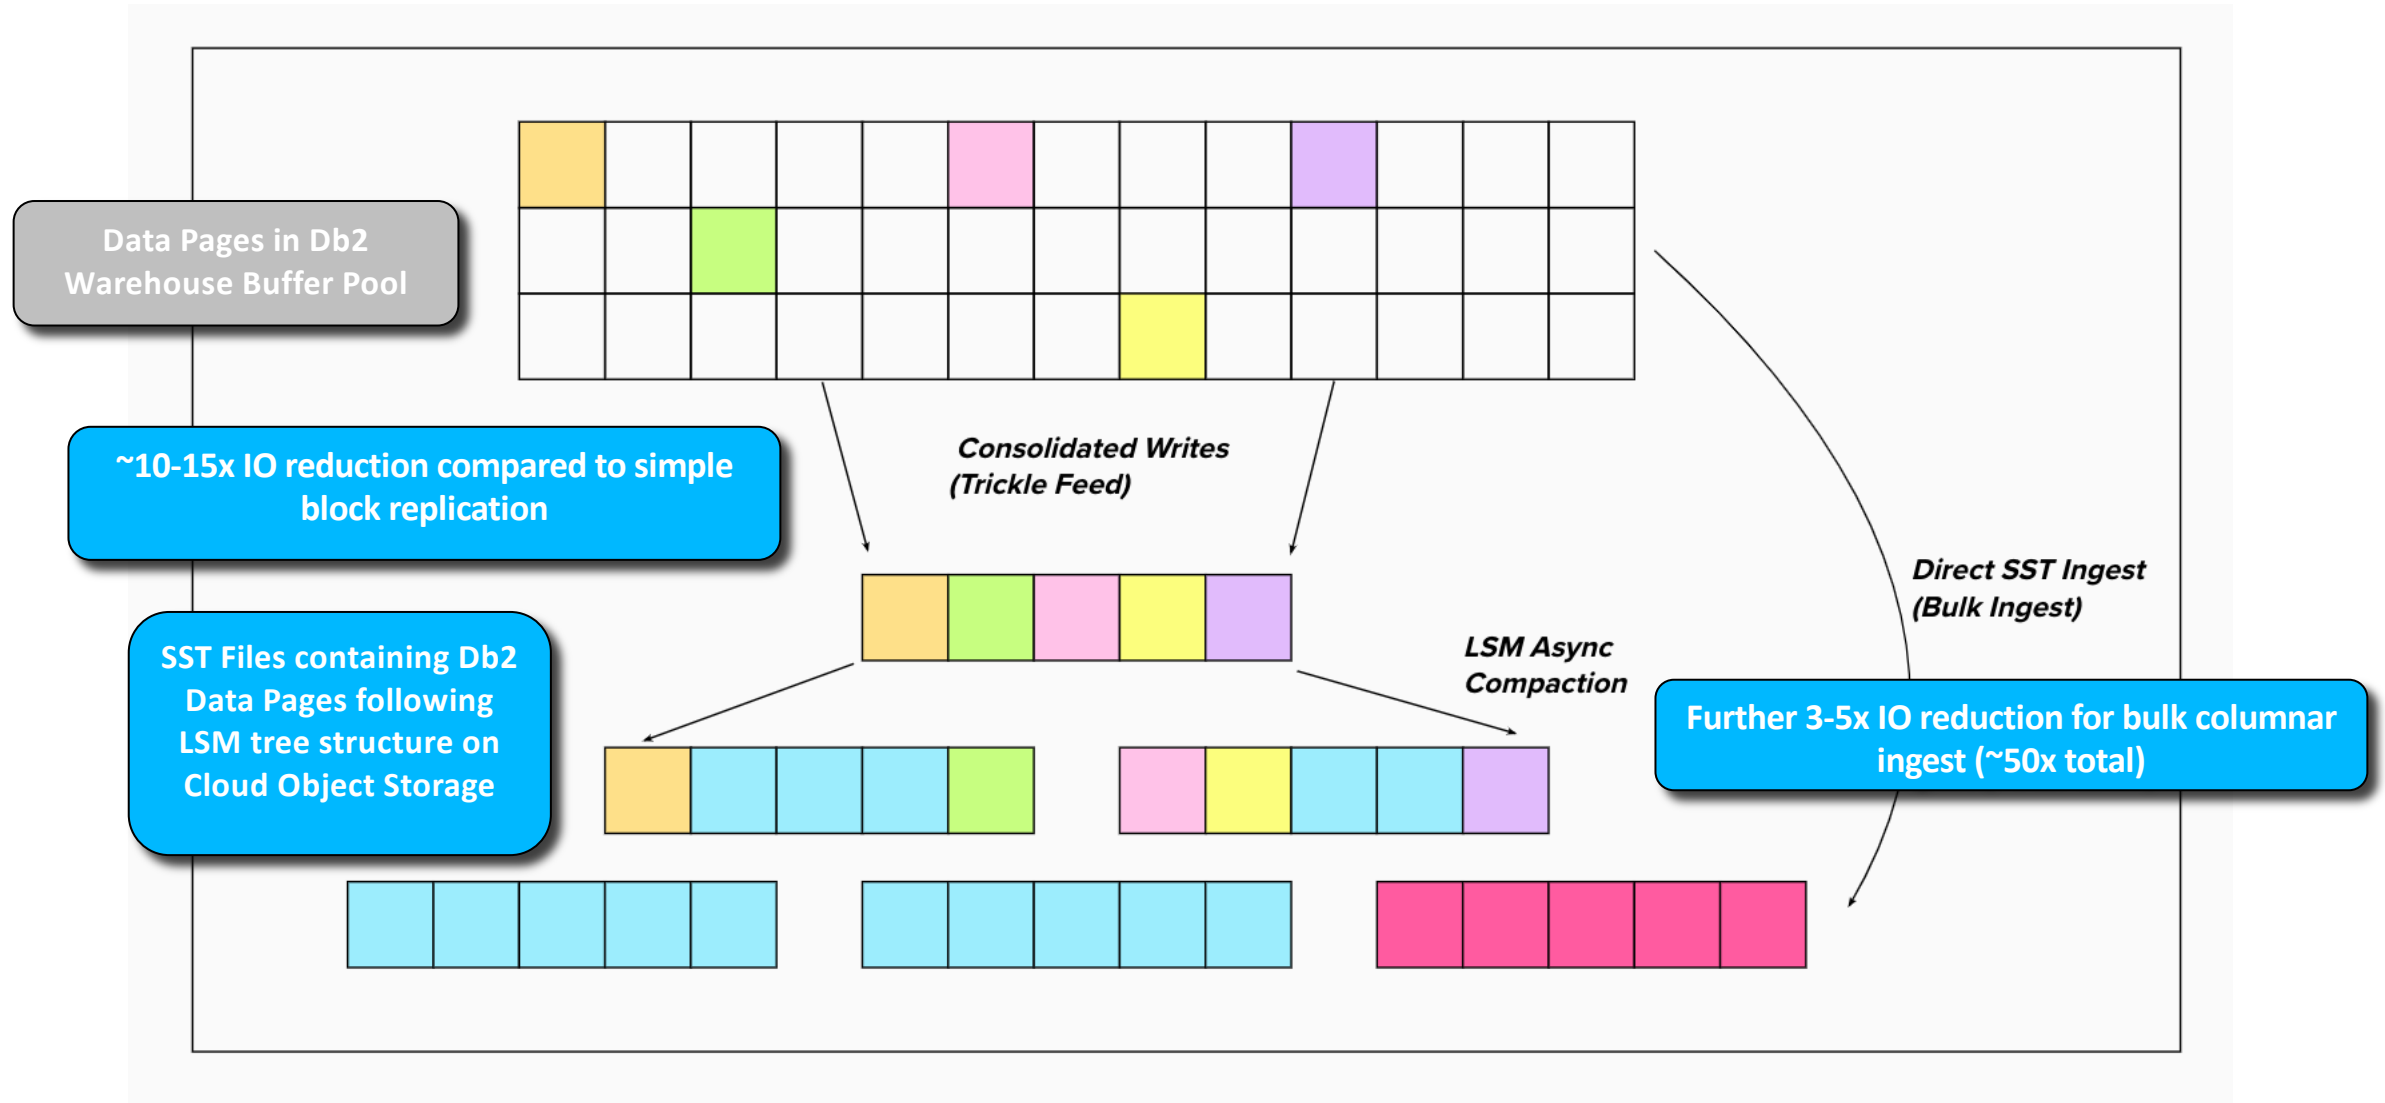 Data Pages in Db2
Warehouse Buffer Pool
~10-15x IO reduction compared to simple
block replication
Consolidated Writes
(Trickle Feed)
Direct SST Ingest
(Bulk Ingest)
SST Files containing Db2
Data Pages following
LSM tree structure on
Cloud Object Storage
LSM Async
Compaction
Further 3-5x IO reduction for bulk columnar
ingest (~50x total)